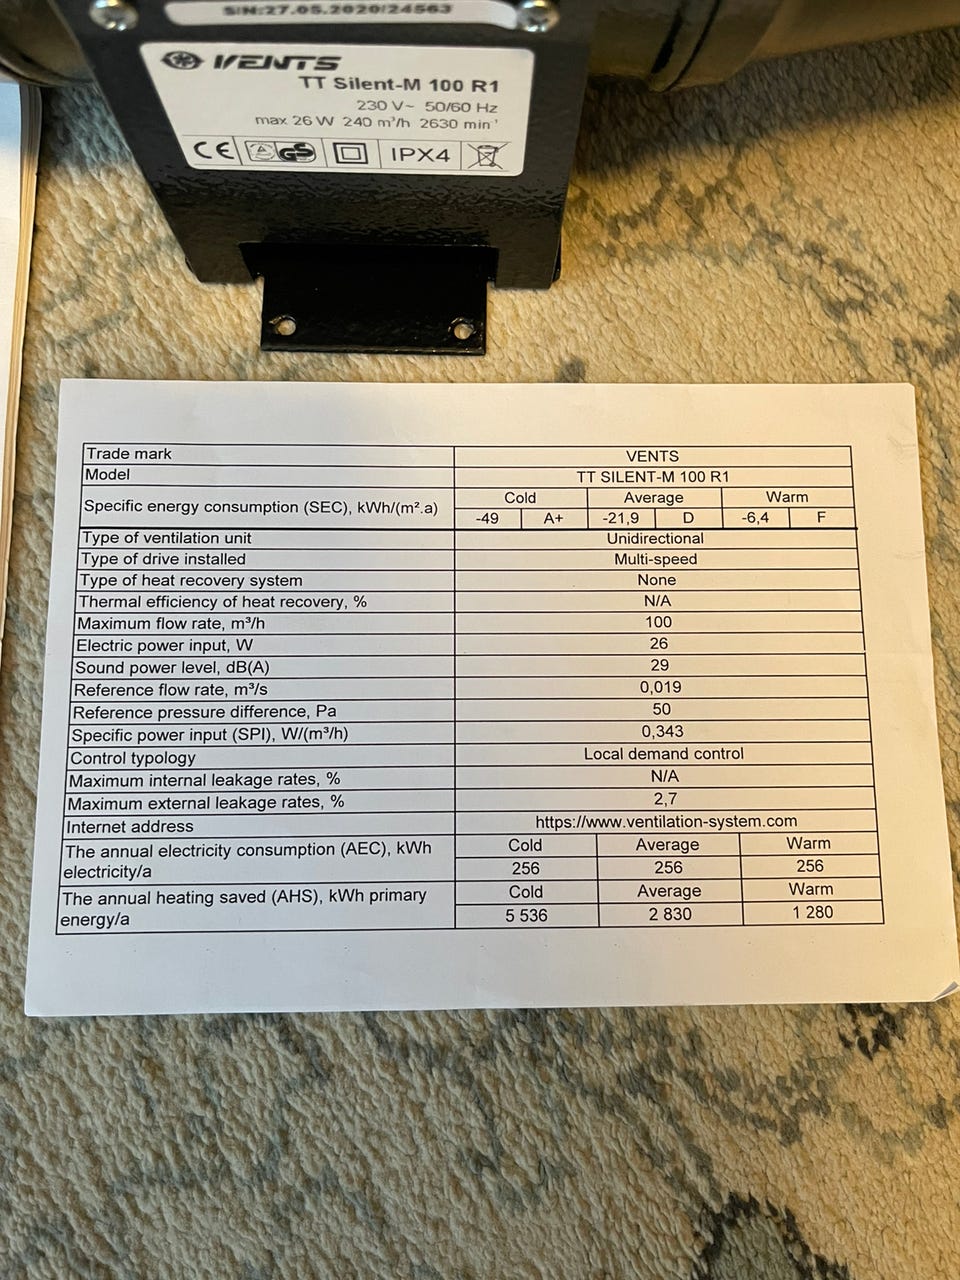 S/N:27.05.2020/24563
VENTS
TT Silent-M 100 R1
230 V~ 50/60 Hz
max 26 W 240 m³/h 2630 min⁻¹
CE GS IPX4
Trade mark VENTS
Model TT SILENT-M 100 R1
Specific energy consumption (SEC), kWh/(m².a) Cold Average Warm
-49 A+ -21,9 D -6,4 F
Type of ventilation unit Unidirectional
Type of drive installed Multi-speed
Type of heat recovery system None
Thermal efficiency of heat recovery, % N/A
Maximum flow rate, m³/h 100
Electric power input, W 26
Sound power level, dB(A) 29
Reference flow rate, m³/s 0,019
Reference pressure difference, Pa 50
Specific power input (SPI), W/(m³/h) 0,343
Control typology Local demand control
Maximum internal leakage rates, % N/A
Maximum external leakage rates, % 2,7
Internet address https://www.ventilation-system.com
The annual electricity consumption (AEC), kWh electricity/a Cold Average Warm
256 256 256
The annual heating saved (AHS), kWh primary energy/a Cold Average Warm
5 536 2 830 1 280